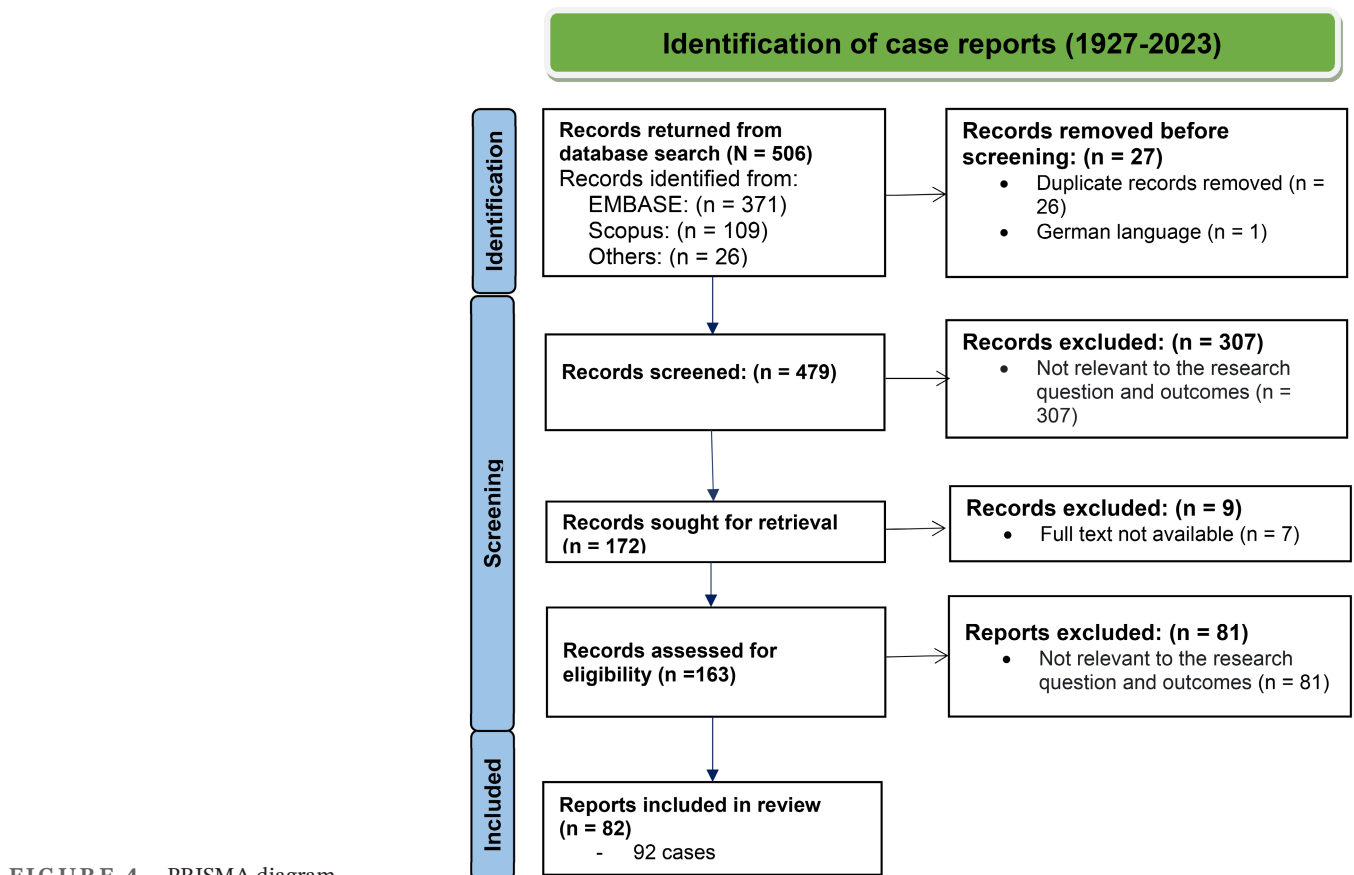 Identification of case reports (1927-2023)
Identification
Records returned from
database search (N = 506)
Records identified from:
EMBASE: (n = 371)
Scopus: (n = 109)
Others: (n = 26)
Records removed before
screening: (n = 27)
• Duplicate records removed (n =
26)
• German language (n = 1)
Screening
Records screened: (n = 479)
Records excluded: (n = 307)
• Not relevant to the research
question and outcomes (n =
307)
Records sought for retrieval
(n = 172)
Records excluded: (n = 9)
• Full text not available (n = 7)
Records assessed for
eligibility (n =163)
Reports excluded: (n = 81)
• Not relevant to the research
question and outcomes (n = 81)
Included
Reports included in review
(n = 82)
- 92 cases
FIGURE 4 PRISMA diagram